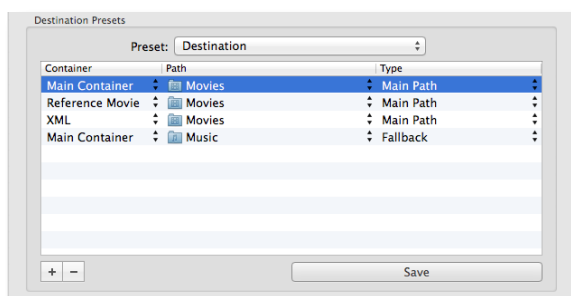 Destination Presets
Preset: Destination
Container Path Type
Main Container Movies Main Path
Reference Movie Movies Main Path
XML Movies Main Path
Main Container Music Fallback
+ − Save